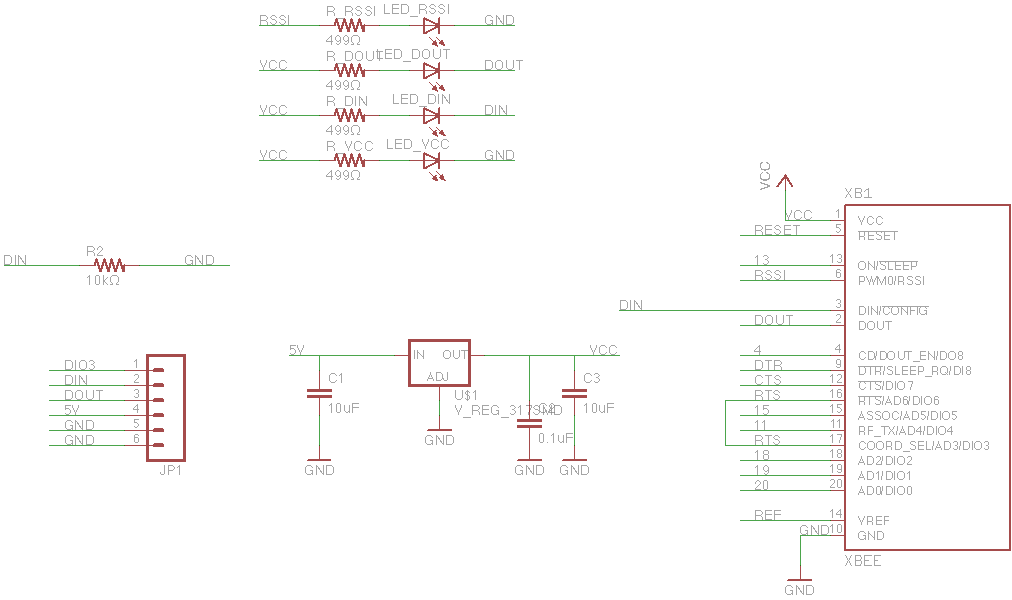 RSSI R_RSSI LED_RSSI GND
499Ω
VCC R_DOUT LED_DOUT DOUT
499Ω
VCC R_DIN LED_DIN DIN
499Ω
VCC R_VCC LED_VCC GND
499Ω
DIN R2 GND
10kΩ
DIO3 1
DIN 2
DOUT 3
5V 4
GND 5
GND 6
JP1
5V IN OUT VCC
ADJ
C1
10uF
GND
U$1
V_REG_3179MD
GND
C2
0.1uF
GND
C3
10uF
GND
VCC
XB1
VCC 1 VCC
RESET 5 RESET
13 13 ON/SLEEP
RSSI 6 PWM0/RSSI
DIN 3 DIN/CONFIG
DOUT 2 DOUT
4 4 CD/DOUT_EN/DO8
DTR 9 DTR/SLEEP_RQ/DI8
CTS 12 CTS/DIO7
RTS 16 RTS/AD6/DIO6
15 15 ASSOC/AD5/DIO5
11 11 RF_TX/AD4/DIO4
RTS 17 COORD_SEL/AD3/DIO3
18 18 AD2/DIO2
19 19 AD1/DIO1
20 20 AD0/DIO0
REF 14 VREF
GND 10 GND
XBEE
GND